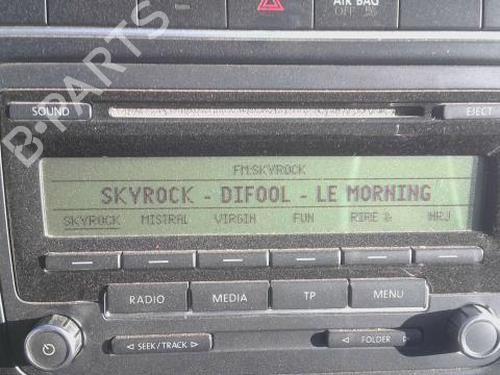 AIR BAG
OFF
SOUND
EJECT
FM:SKYROCK
SKYROCK - DIFOOL - LE MORNING
SKYROCK MISTRAL VIRGIN FUN RIRE & NRJ
RADIO MEDIA TP MENU
SEEK/TRACK FOLDER
B-PARTS